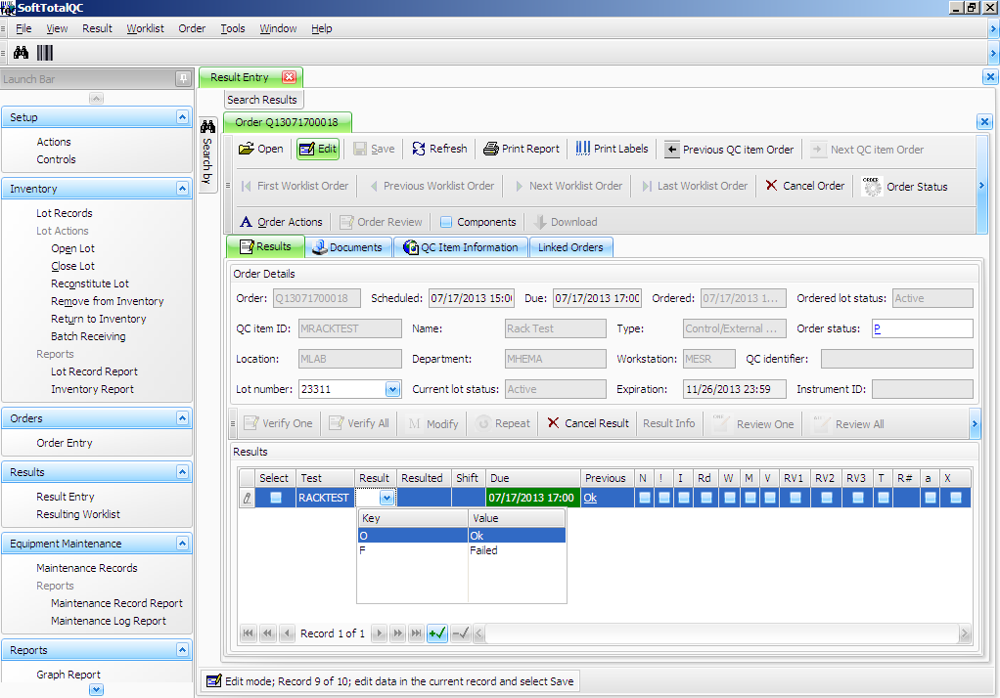 SoftTotalQC
File View Result Worklist Order Tools Window Help
Launch Bar
Setup
Actions
Controls
Inventory
Lot Records
Lot Actions
Open Lot
Close Lot
Reconstitute Lot
Remove from Inventory
Return to Inventory
Batch Receiving
Reports
Lot Record Report
Inventory Report
Orders
Order Entry
Results
Result Entry
Resulting Worklist
Equipment Maintenance
Maintenance Records
Reports
Maintenance Record Report
Maintenance Log Report
Reports
Graph Report
Result Entry
Search Results
Search by
Order Q13071700018
Open Edit Save Refresh Print Report Print Labels Previous QC item Order Next QC item Order
First Worklist Order Previous Worklist Order Next Worklist Order Last Worklist Order Cancel Order ORDER Order Status
Order Actions Order Review Components Download
Results Documents QC Item Information Linked Orders
Order Details
Order: Q13071700018 Scheduled: 07/17/2013 15:00 Due: 07/17/2013 17:00 Ordered: 07/17/2013 1... Ordered lot status: Active
QC item ID: MRACKTEST Name: Rack Test Type: Control/External ... Order status: P
Location: MLAB Department: MHEMA Workstation: MESR QC identifier:
Lot number: 23311 Current lot status: Active Expiration: 11/26/2013 23:59 Instrument ID:
Verify One Verify All M Modify Repeat Cancel Result Result Info Review One Review All
Results
Select Test Result Resulted Shift Due Previous N ! I Rd W M V RV1 RV2 RV3 T R# a X
RACKTEST 07/17/2013 17:00 Ok
Key Value
O Ok
F Failed
Record 1 of 1
Edit mode; Record 9 of 10; edit data in the current record and select Save